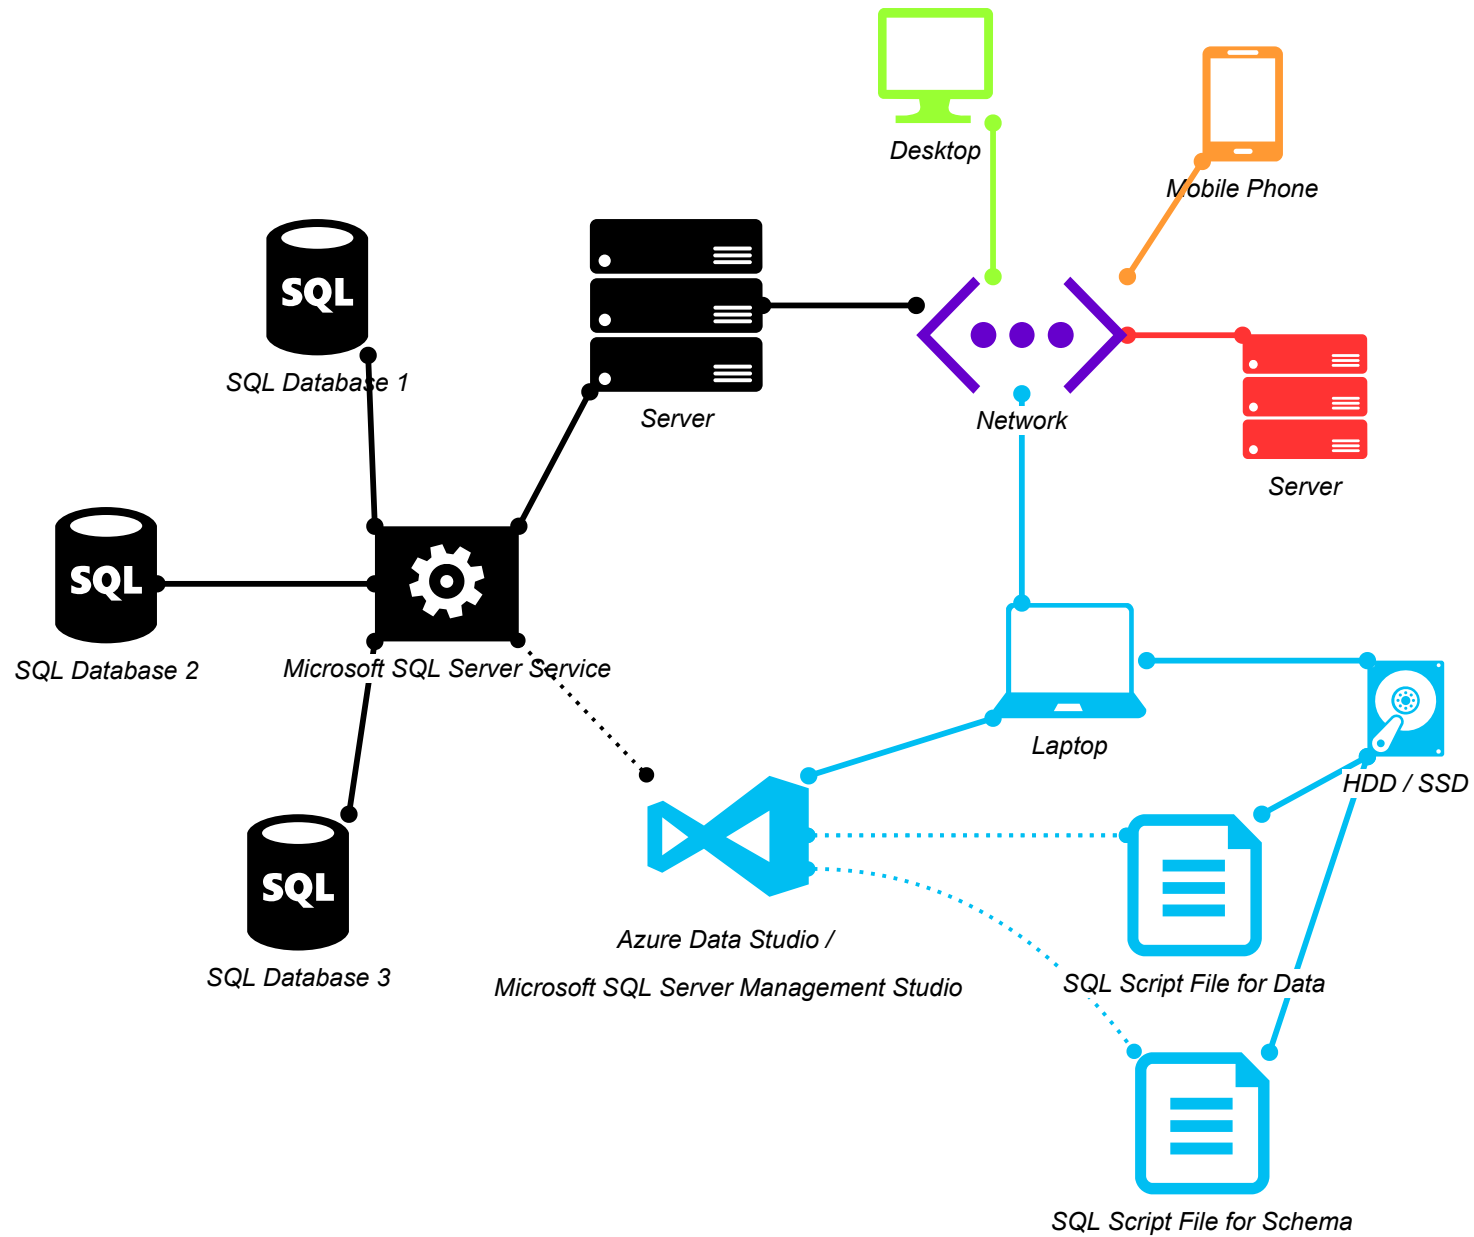 Desktop
Mobile Phone
SQL
SQL Database 1
Server
Network
Server
SQL
SQL Database 2
Microsoft SQL Server Service
Laptop
HDD / SSD
SQL
SQL Database 3
Azure Data Studio /
Microsoft SQL Server Management Studio
SQL Script File for Data
SQL Script File for Schema